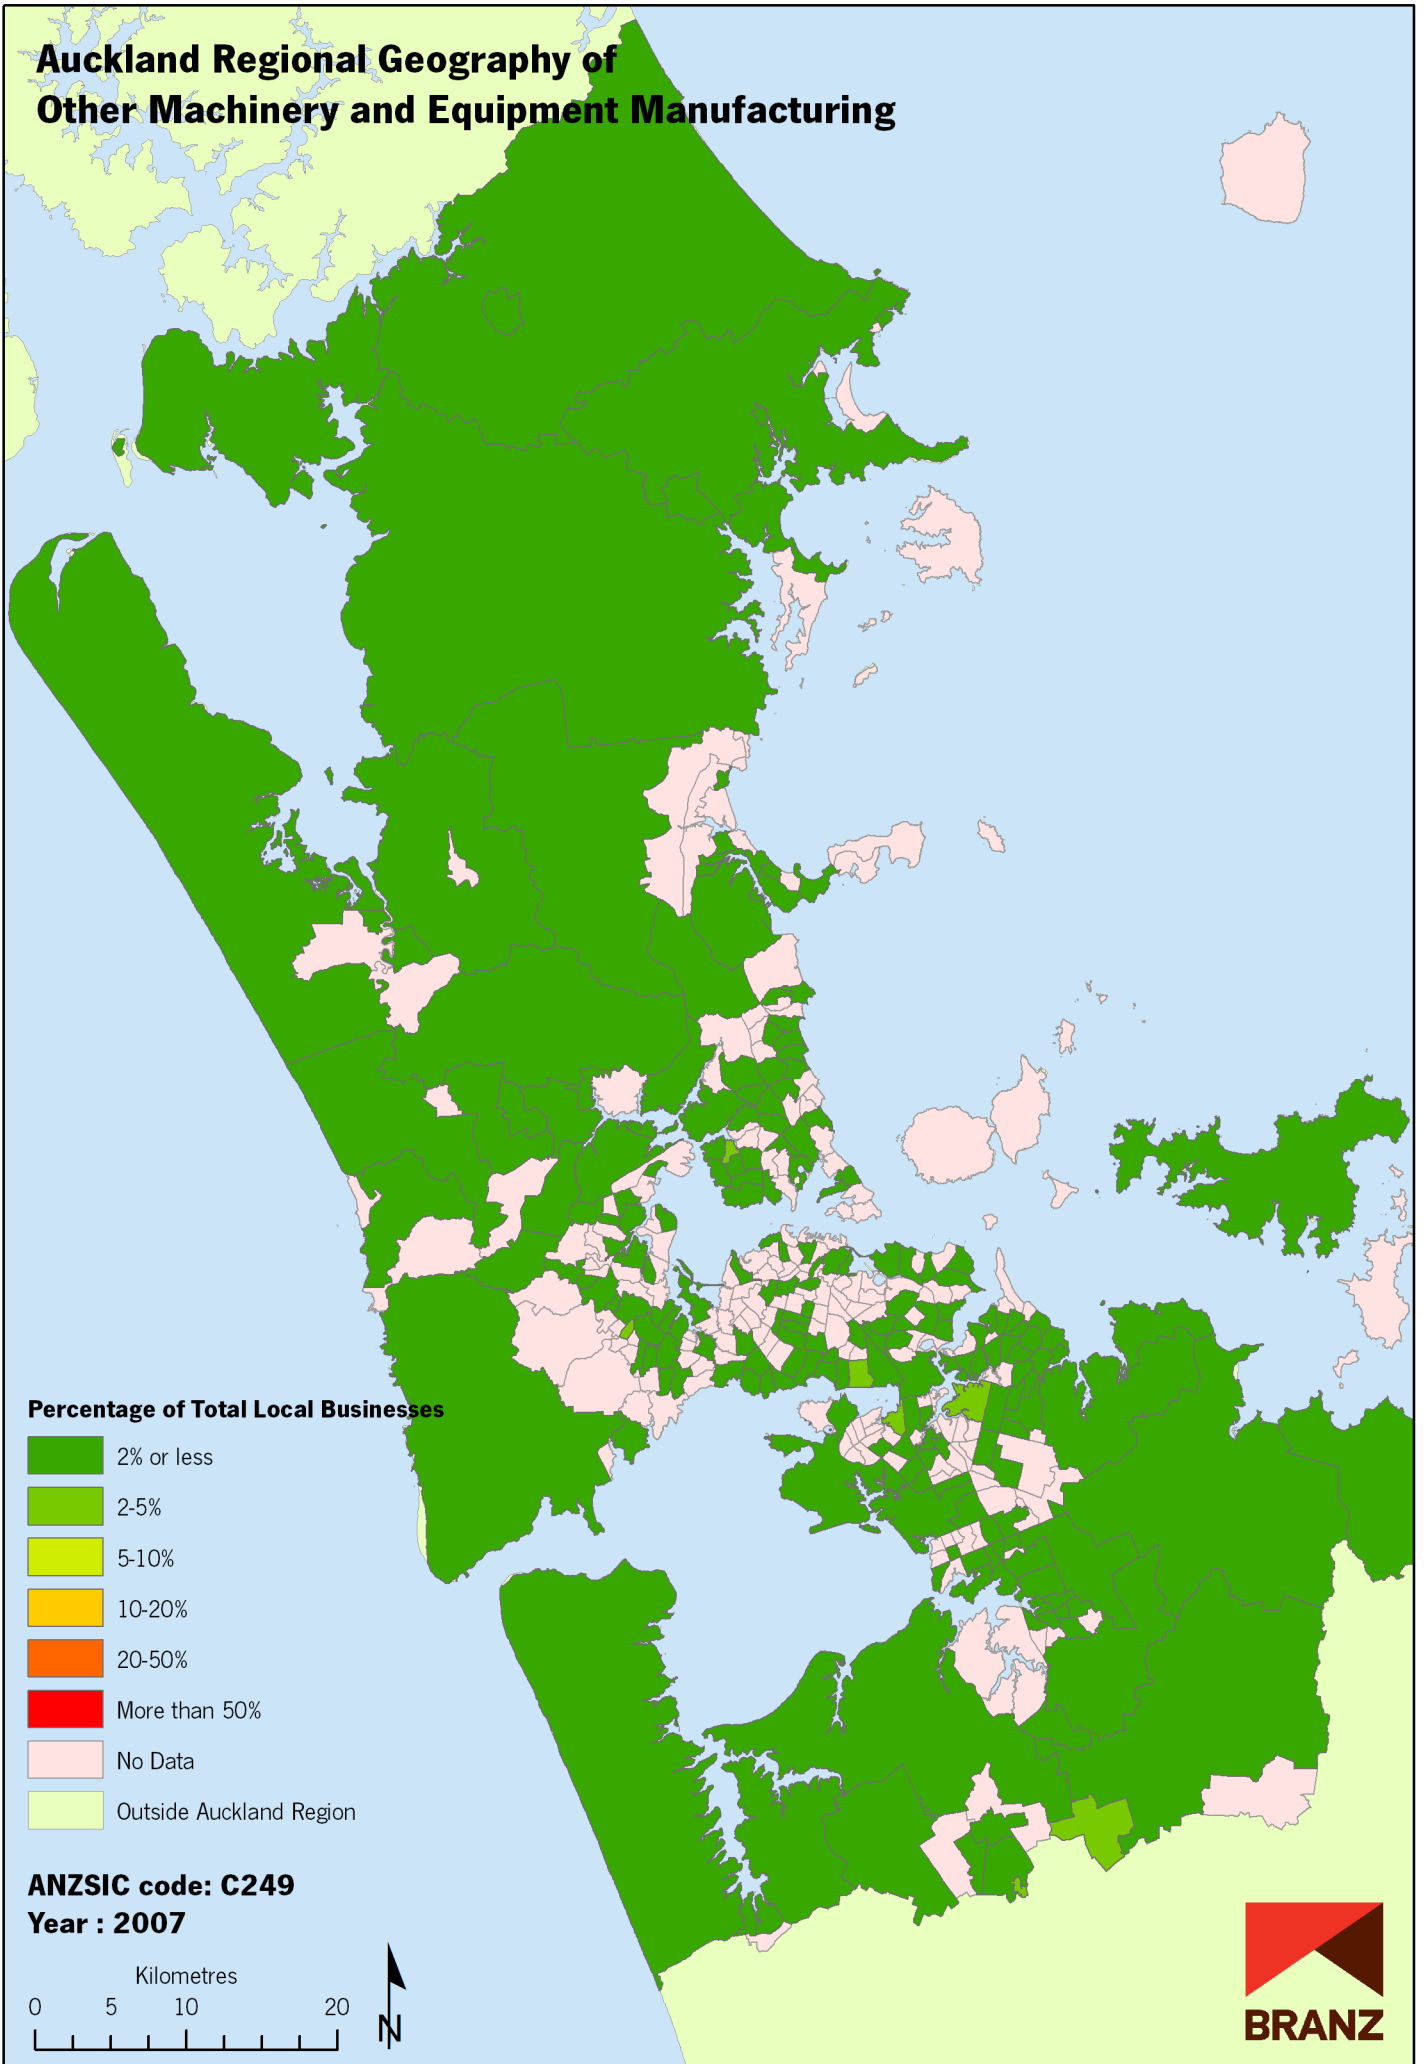 Auckland Regional Geography of
Other Machinery and Equipment Manufacturing
Percentage of Total Local Businesses
2% or less
2-5%
5-10%
10-20%
20-50%
More than 50%
No Data
Outside Auckland Region
ANZSIC code: C249
Year : 2007
Kilometres
0 5 10 20
N
BRANZ